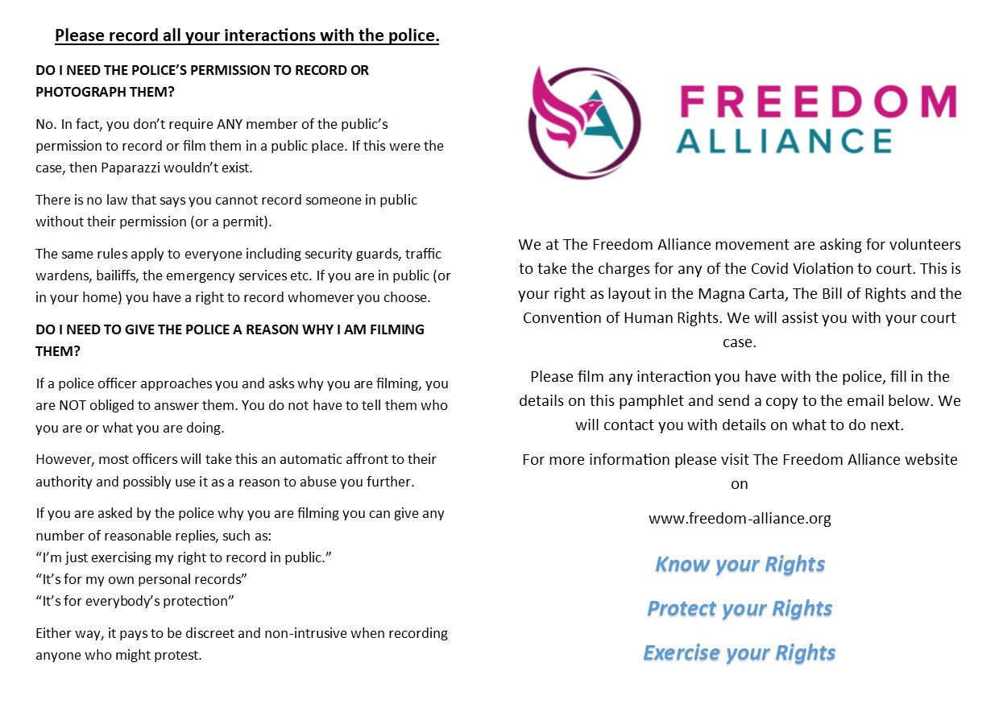 Please record all your interactions with the police.
DO I NEED THE POLICE’S PERMISSION TO RECORD OR
PHOTOGRAPH THEM?
No. In fact, you don’t require ANY member of the public’s
permission to record or film them in a public place. If this were the
case, then Paparazzi wouldn’t exist.
There is no law that says you cannot record someone in public
without their permission (or a permit).
The same rules apply to everyone including security guards, traffic
wardens, bailiffs, the emergency services etc. If you are in public (or
in your home) you have a right to record whomever you choose.
DO I NEED TO GIVE THE POLICE A REASON WHY I AM FILMING
THEM?
If a police officer approaches you and asks why you are filming, you
are NOT obliged to answer them. You do not have to tell them who
you are or what you are doing.
However, most officers will take this an automatic affront to their
authority and possibly use it as a reason to abuse you further.
If you are asked by the police why you are filming you can give any
number of reasonable replies, such as:
“I’m just exercising my right to record in public.”
“It’s for my own personal records”
“It’s for everybody’s protection”
Either way, it pays to be discreet and non-intrusive when recording
anyone who might protest.
FREEDOM
ALLIANCE
We at The Freedom Alliance movement are asking for volunteers
to take the charges for any of the Covid Violation to court. This is
your right as layout in the Magna Carta, The Bill of Rights and the
Convention of Human Rights. We will assist you with your court
case.
Please film any interaction you have with the police, fill in the
details on this pamphlet and send a copy to the email below. We
will contact you with details on what to do next.
For more information please visit The Freedom Alliance website
on
www.freedom-alliance.org
Know your Rights
Protect your Rights
Exercise your Rights